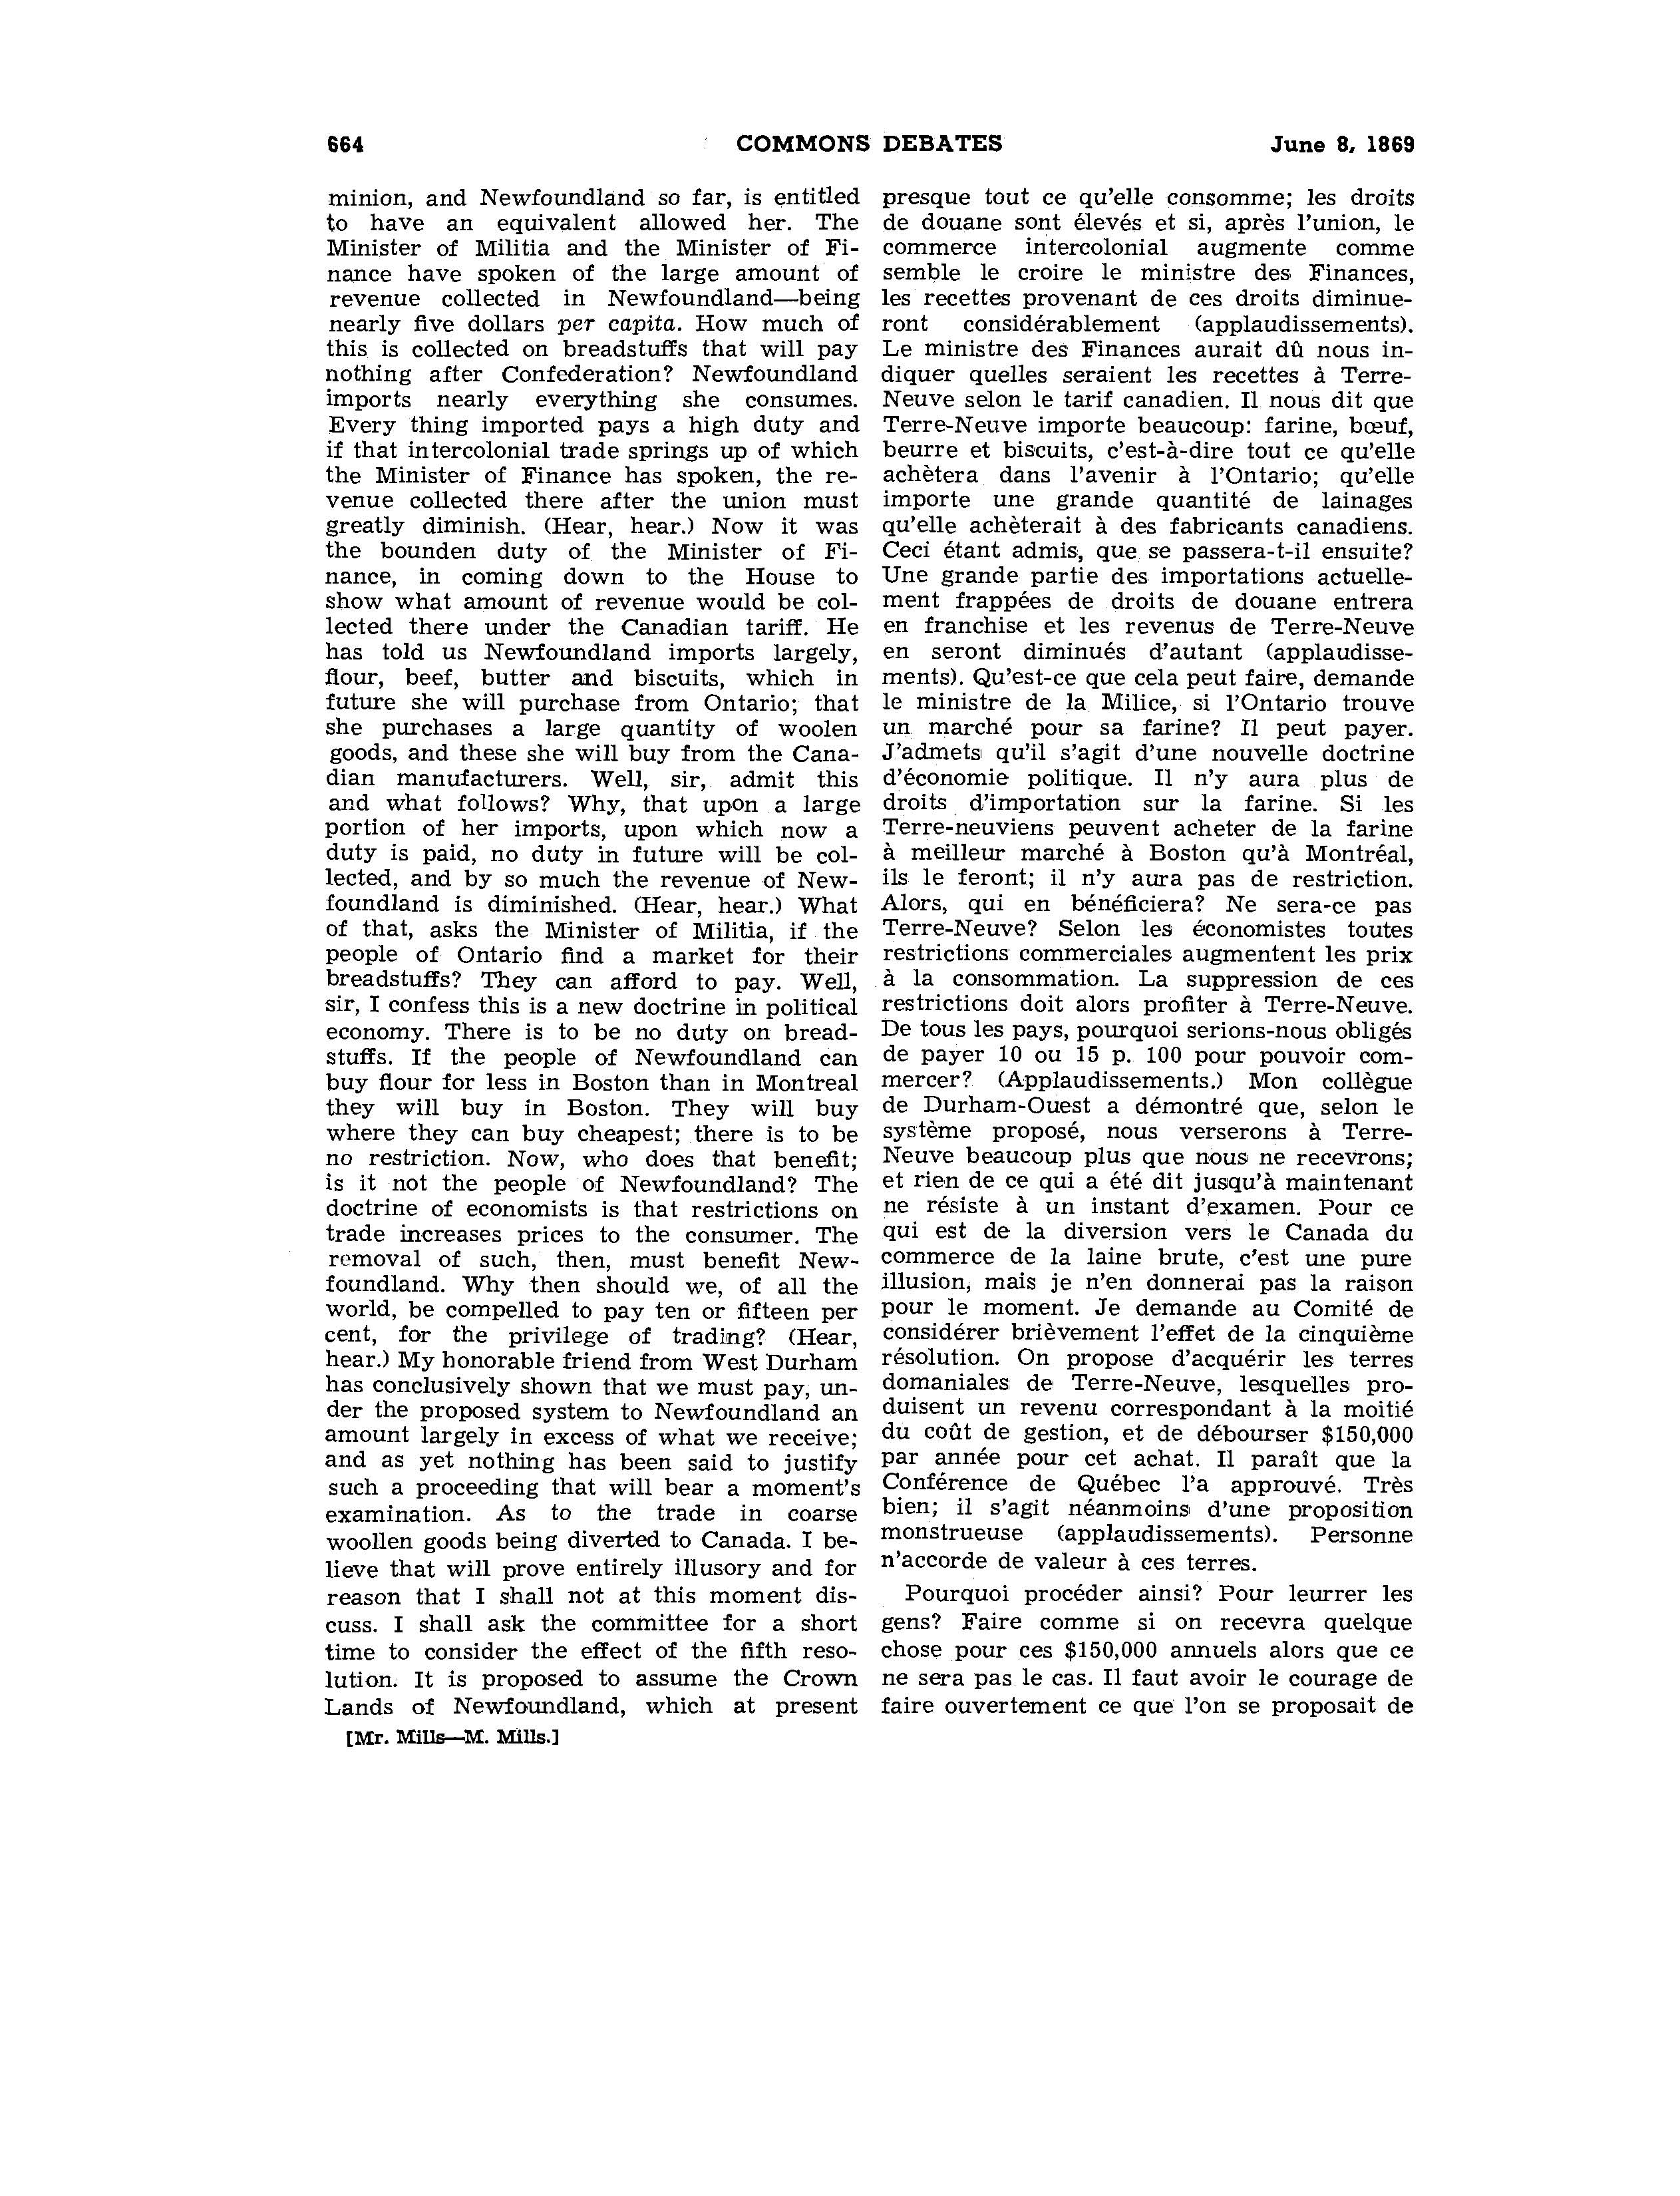 664
COMMONS DEBATES
June 8, 1869
minion, and Newfoundland so far, is entitled
to have an equivalent allowed her. The
Minister of Militia and the Minister of Fi-
nance have spoken of the large amount of
revenue collected in Newfoundland—being
nearly five dollars per capita. How much of
this is collected on breadstuffs that will pay
nothing after Confederation? Newfoundland
imports nearly everything she consumes.
Every thing imported pays a high duty and
if that intercolonial trade springs up of which
the Minister of Finance has spoken, the re-
venue collected there after the union must
greatly diminish. (Hear, hear.) Now it was
the bounden duty of the Minister of Fi-
nance, in coming down to the House to
show what amount of revenue would be col-
lected there under the Canadian tariff. He
has told us Newfoundland imports largely,
flour, beef, butter and biscuits, which in
future she will purchase from Ontario; that
she purchases a large quantity of woolen
goods, and these she will buy from the Cana-
dian manufacturers. Well, sir, admit this
and what follows? Why, that upon a large
portion of her imports, upon which now a
duty is paid, no duty in future will be col-
lected, and by so much the revenue of New-
foundland is diminished. (Hear, hear.) What
of that, asks the Minister of Militia, if the
people of Ontario find a market for their
breadstuffs? They can afford to pay. Well,
sir, I confess this is a new doctrine in political
economy. There is to be no duty on bread-
stuffs. If the people of Newfoundland can
buy flour for less in Boston than in Montreal
they will buy in Boston. They will buy
where they can buy cheapest; there is to be
no restriction. Now, who does that benefit;
is it not the people of Newfoundland? The
doctrine of economists is that restrictions on
trade increases prices to the consumer. The
removal of such, then, must benefit New-
foundland. Why then should we, of all the
world, be compelled to pay ten or fifteen per
cent, for the privilege of trading? (Hear,
hear.) My honorable friend from West Durham
has conclusively shown that we must pay, un-
der the proposed system to Newfoundland an
amount largely in excess of what we receive;
and as yet nothing has been said to justify
such a proceeding that will bear a moment's
examination. As to the trade in coarse
woollen goods being diverted to Canada. I be-
lieve that will prove entirely illusory and for
reason that I shall not at this moment dis-
cuss. I shall ask the committee for a short
time to consider the effect of the fifth reso-
lution. It is proposed to assume the Crown
Lands of Newfoundland, which at present
[Mr. Mills—M. Mills.]
presque tout ce qu'elle consomme; les droits
de douane sont élevés et si, après l'union, le
commerce intercolonial augmente comme
semble le croire le ministre des Finances,
les recettes provenant de ces droits diminue-
ront considérablement (applaudissements).
Le ministre des Finances aurait dû nous in-
diquer quelles seraient les recettes à Terre-
Neuve selon le tarif canadien. Il nous dit que
Terre-Neuve importe beaucoup: farine, bœuf,
beurre et biscuits, c'est-à-dire tout ce qu'elle
achètera dans l'avenir à l'Ontario; qu'elle
importe une grande quantité de lainages
qu'elle achèterait à des fabricants canadiens.
Ceci étant admis, que se passera-t-il ensuite?
Une grande partie des importations actuelle-
ment frappées de droits de douane entrera
en franchise et les revenus de Terre-Neuve
en seront diminués d'autant (applaudisse-
ments). Qu'est-ce que cela peut faire, demande
le ministre de la Milice, si l'Ontario trouve
un marché pour sa farine? Il peut payer.
J'admets qu'il s'agit d'une nouvelle doctrine
d'économie politique. Il n'y aura plus de
droits d'importation sur la farine. Si les
Terre-neuviens peuvent acheter de la farine
à meilleur marché à Boston qu'à Montréal,
ils le feront; il n'y aura pas de restriction.
Alors, qui en bénéficiera? Ne sera-ce pas
Terre-Neuve? Selon les économistes toutes
restrictions commerciales augmentent les prix
à la consommation. La suppression de ces
restrictions doit alors profiter à Terre-Neuve.
De tous les pays, pourquoi serions-nous obligés
de payer 10 ou 15 p. 100 pour pouvoir com-
mercer? (Applaudissements.) Mon collègue
de Durham-Ouest a démontré que, selon le
système proposé, nous verserons à Terre-
Neuve beaucoup plus que nous ne recevrons;
et rien de ce qui a été dit jusqu'à maintenant
ne résiste à un instant d'examen. Pour ce
qui est de la diversion vers le Canada du
commerce de la laine brute, c'est une pure
illusion, mais je n'en donnerai pas la raison
pour le moment. Je demande au Comité de
considérer brièvement l'effet de la cinquième
résolution. On propose d'acquérir les terres
domaniales de Terre-Neuve, lesquelles pro-
duisent un revenu correspondant à la moitié
du coût de gestion, et de débourser $150,000
par année pour cet achat. Il paraît que la
Conférence de Québec l'a approuvé. Très
bien; il s'agit néanmoins d'une proposition
monstrueuse (applaudissements). Personne
n'accorde de valeur à ces terres.
Pourquoi procéder ainsi? Pour leurrer les
gens? Faire comme si on recevra quelque
chose pour ces $150,000 annuels alors que ce
ne sera pas le cas. Il faut avoir le courage de
faire ouvertement ce que l'on se proposait de